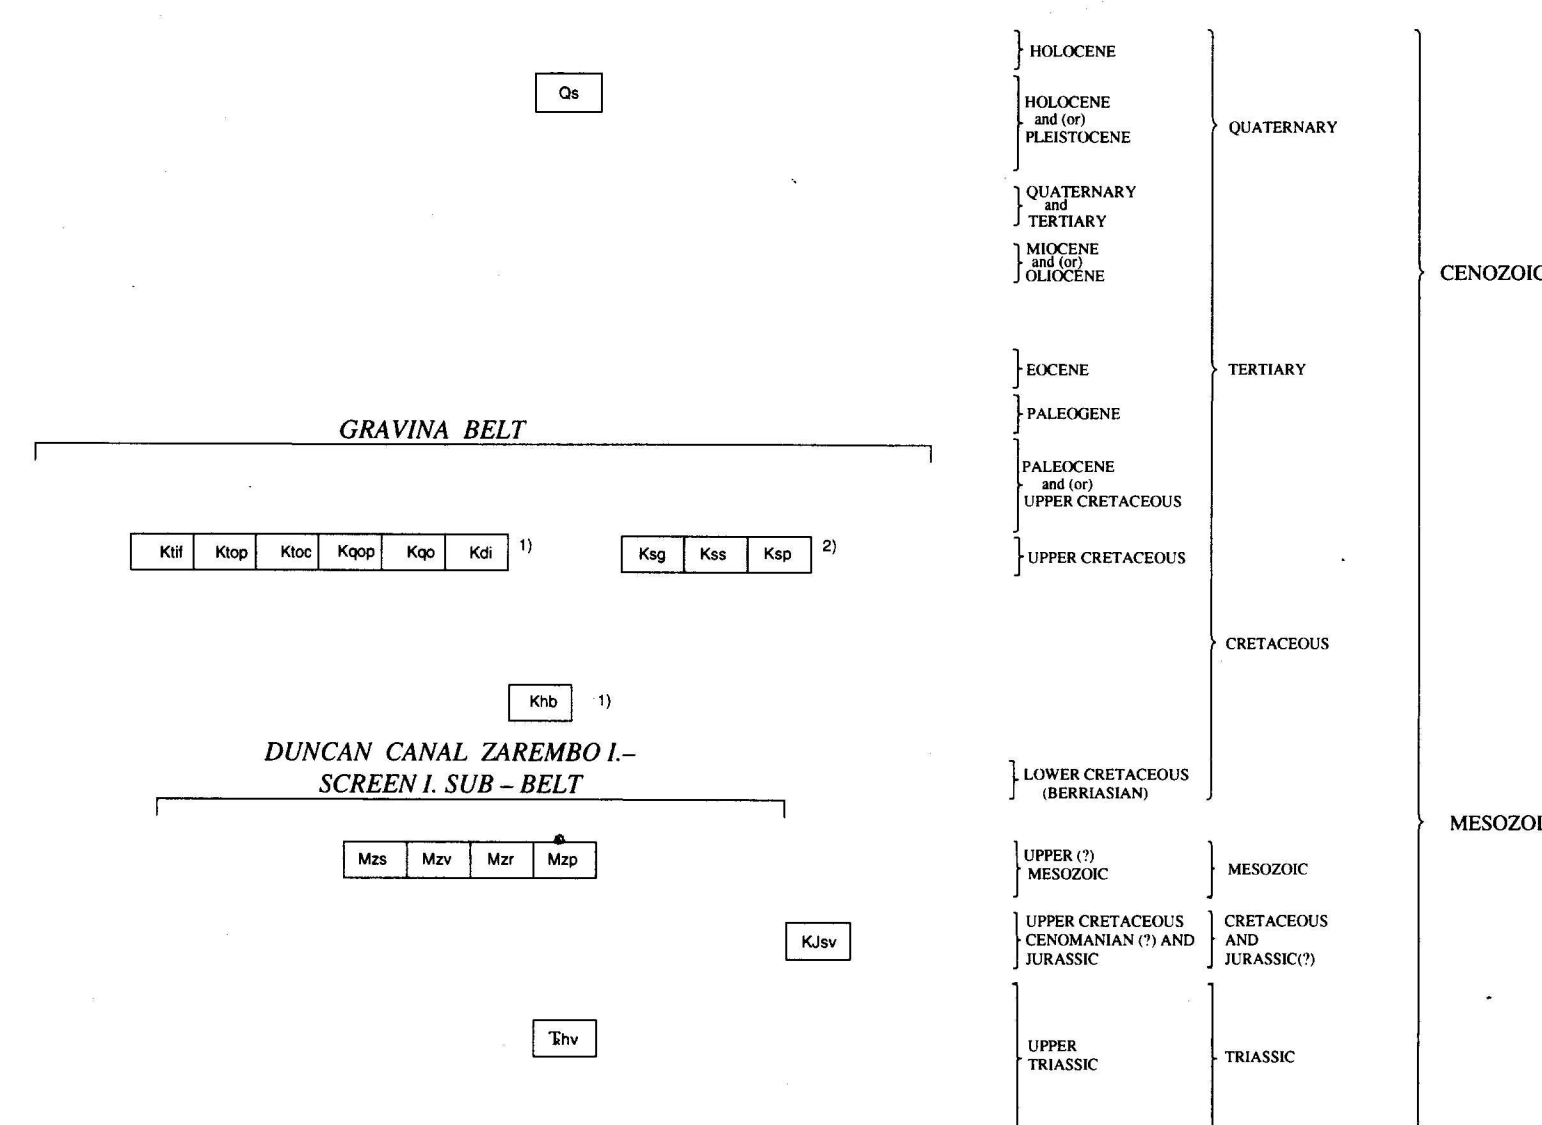 HOLOCENE
Qs
HOLOCENE
and (or)
PLEISTOCENE
QUATERNARY
QUATERNARY
and
TERTIARY
MIOCENE
and (or)
OLIOCENE
CENOZOIC
EOCENE
TERTIARY
PALEOGENE
GRAVINA BELT
PALEOCENE
and (or)
UPPER CRETACEOUS
Ktif Ktop Ktoc Kqop Kqo Kdi 1)
Ksg Kss Ksp 2)
UPPER CRETACEOUS
CRETACEOUS
Khb 1)
DUNCAN CANAL ZAREMBO I.–
SCREEN I. SUB – BELT
LOWER CRETACEOUS
(BERRIASIAN)
MESOZOI
Mzs Mzv Mzr Mzp
UPPER (?)
MESOZOIC
MESOZOIC
KJsv
UPPER CRETACEOUS
CENOMANIAN (?) AND
JURASSIC
CRETACEOUS
AND
JURASSIC(?)
Ꞇhv
UPPER
TRIASSIC
TRIASSIC